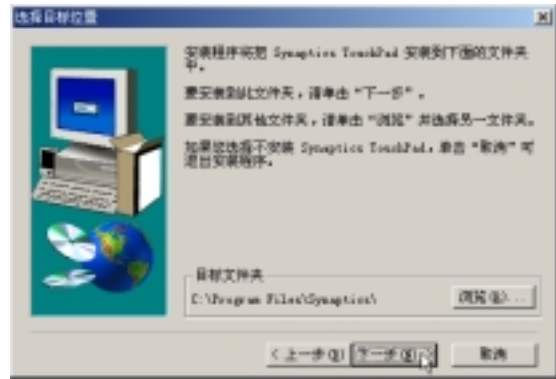 选择目标位置
安装程序将把 Synaptics TouchPad 安装到下面的文件夹
中。
要安装到此文件夹，请单击“下一步”。
要安装到其他文件夹，请单击“浏览”并选择另一文件夹。
如果您选择不安装 Synaptics TouchPad，单击“取消”可
退出安装程序。
目标文件夹
C:\Program Files\Synaptics\
浏览(R)...
< 上一步(B)
下一步(N) >
取消